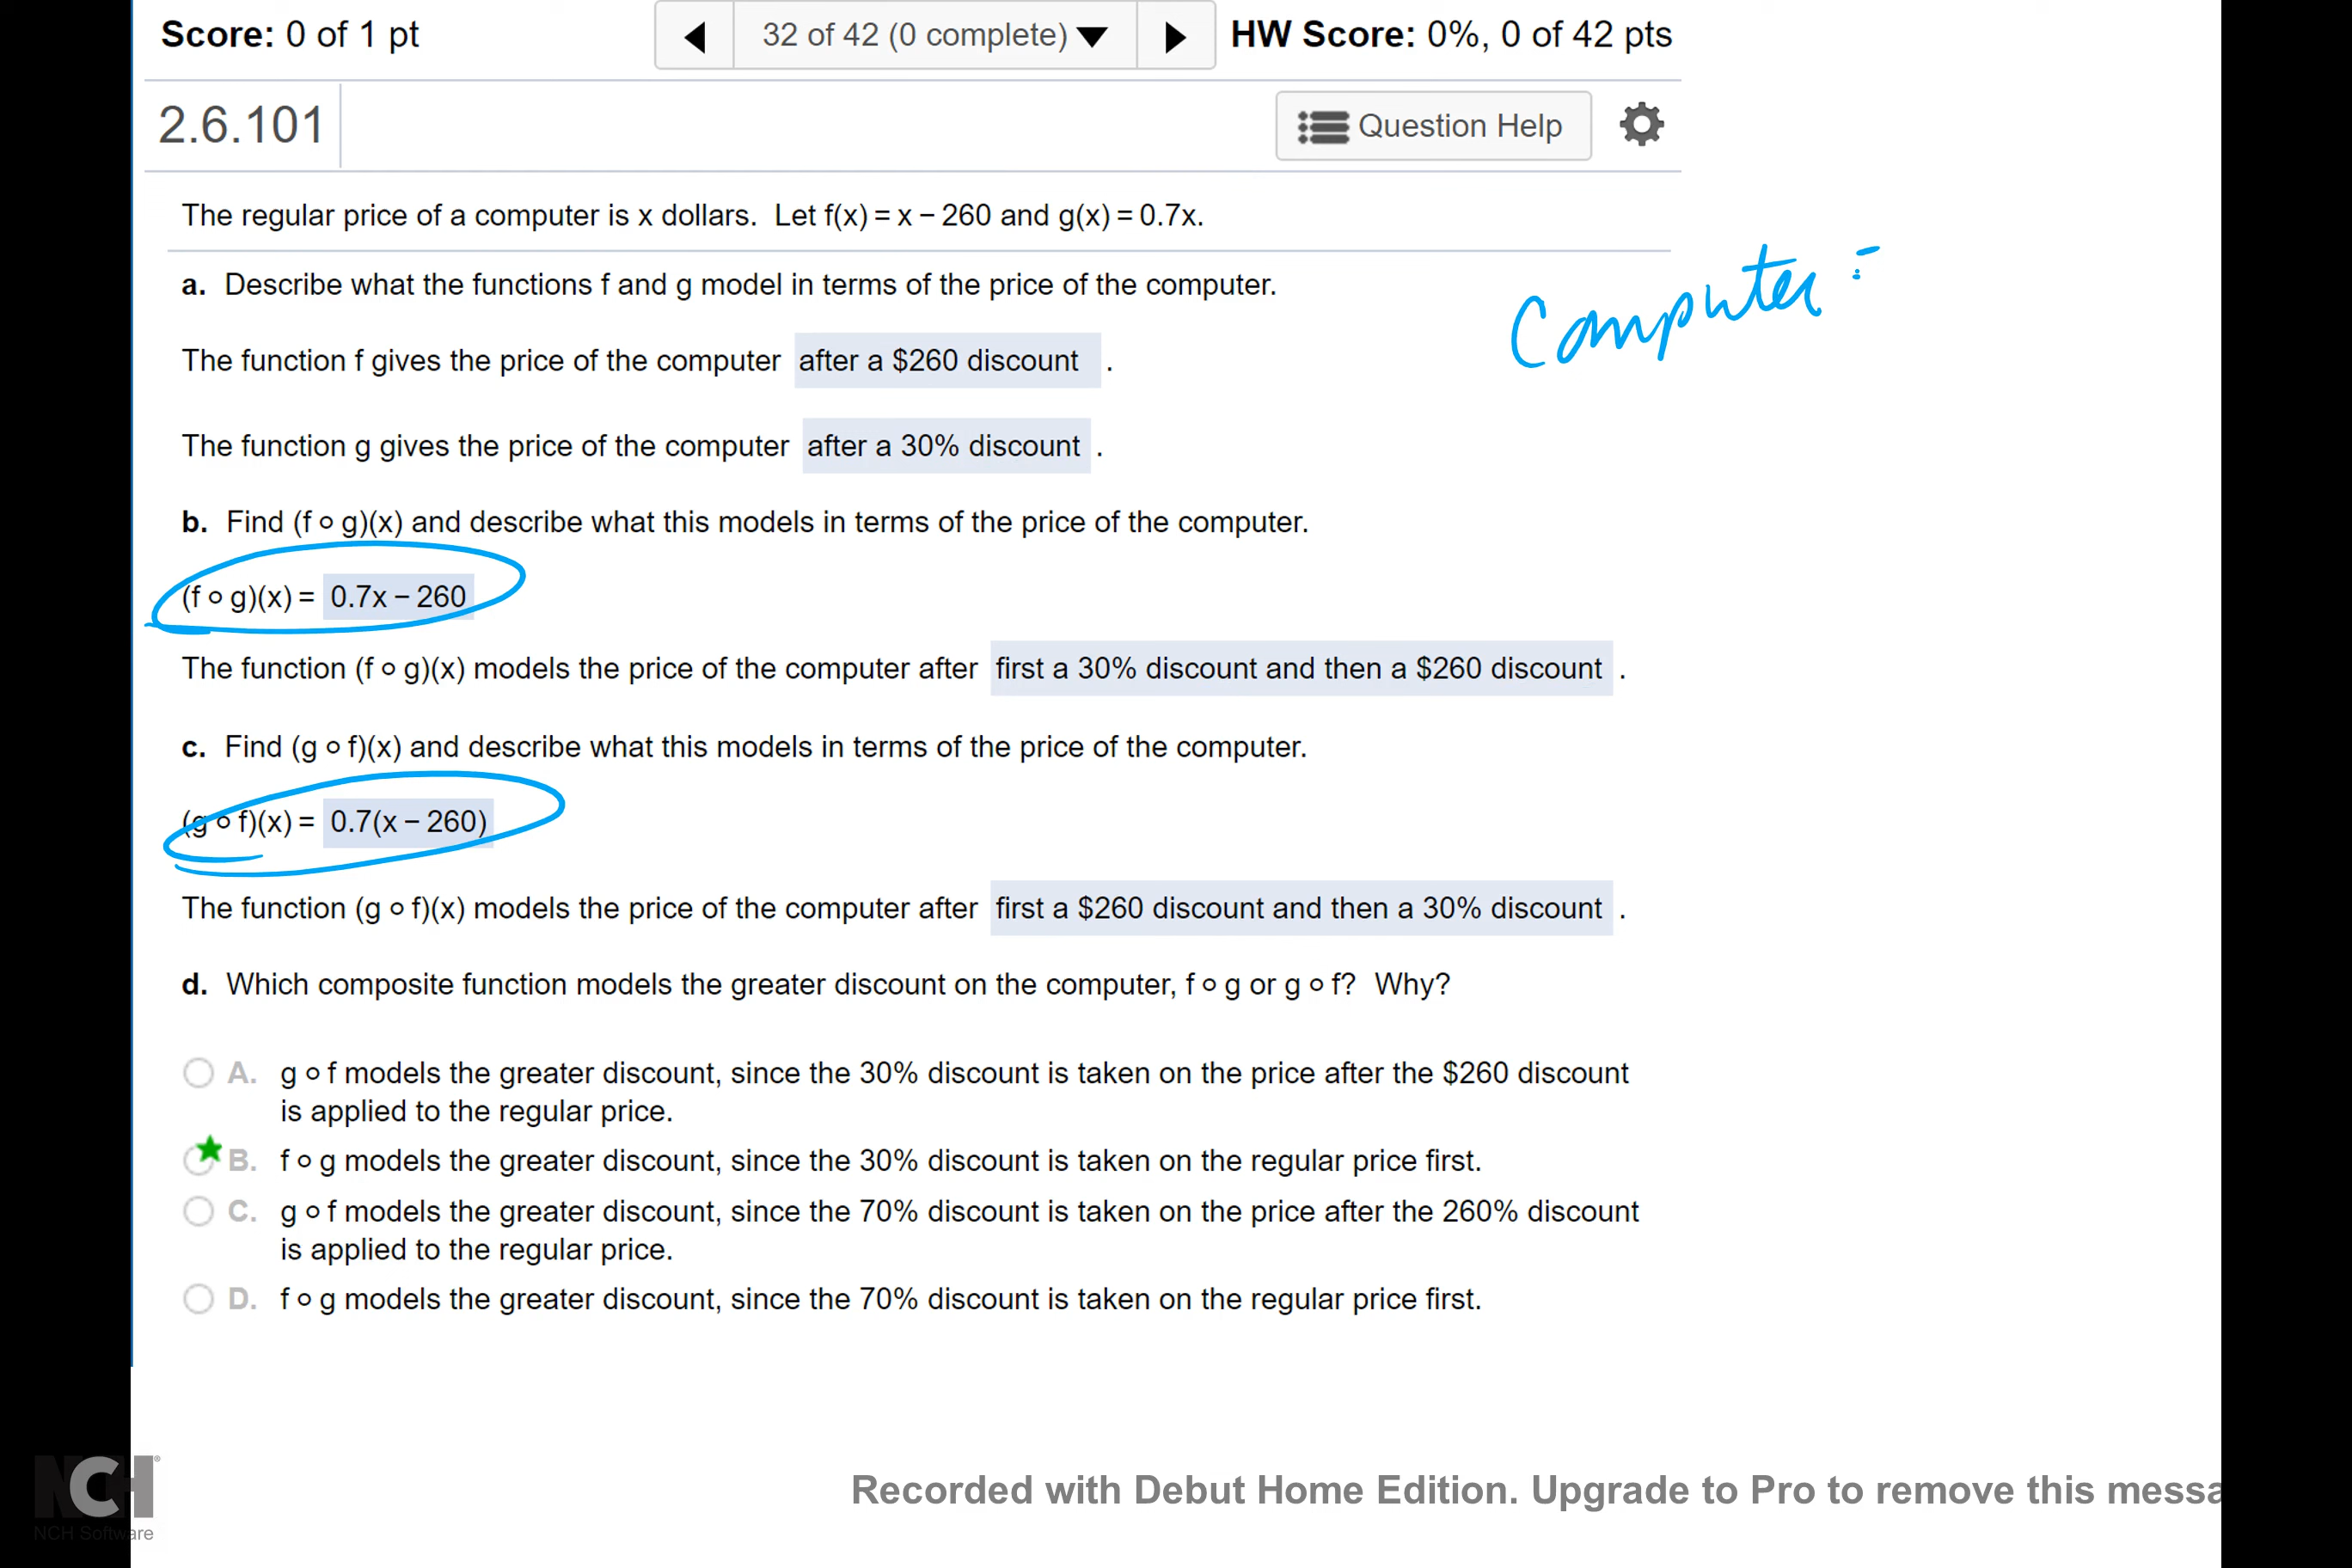 Score: 0 of 1 pt
32 of 42 (0 complete)
HW Score: 0%, 0 of 42 pts
2.6.101
Question Help
The regular price of a computer is x dollars. Let f(x) = x − 260 and g(x) = 0.7x.
Computer :-
a. Describe what the functions f and g model in terms of the price of the computer.
The function f gives the price of the computer after a $260 discount .
The function g gives the price of the computer after a 30% discount .
b. Find (f ∘ g)(x) and describe what this models in terms of the price of the computer.
(f ∘ g)(x) = 0.7x − 260
The function (f ∘ g)(x) models the price of the computer after first a 30% discount and then a $260 discount .
c. Find (g ∘ f)(x) and describe what this models in terms of the price of the computer.
(g ∘ f)(x) = 0.7(x − 260)
The function (g ∘ f)(x) models the price of the computer after first a $260 discount and then a 30% discount .
d. Which composite function models the greater discount on the computer, f ∘ g or g ∘ f? Why?
A. g ∘ f models the greater discount, since the 30% discount is taken on the price after the $260 discount
is applied to the regular price.
B. f ∘ g models the greater discount, since the 30% discount is taken on the regular price first.
C. g ∘ f models the greater discount, since the 70% discount is taken on the price after the 260% discount
is applied to the regular price.
D. f ∘ g models the greater discount, since the 70% discount is taken on the regular price first.
NCH®
NCH Software
Recorded with Debut Home Edition. Upgrade to Pro to remove this messa